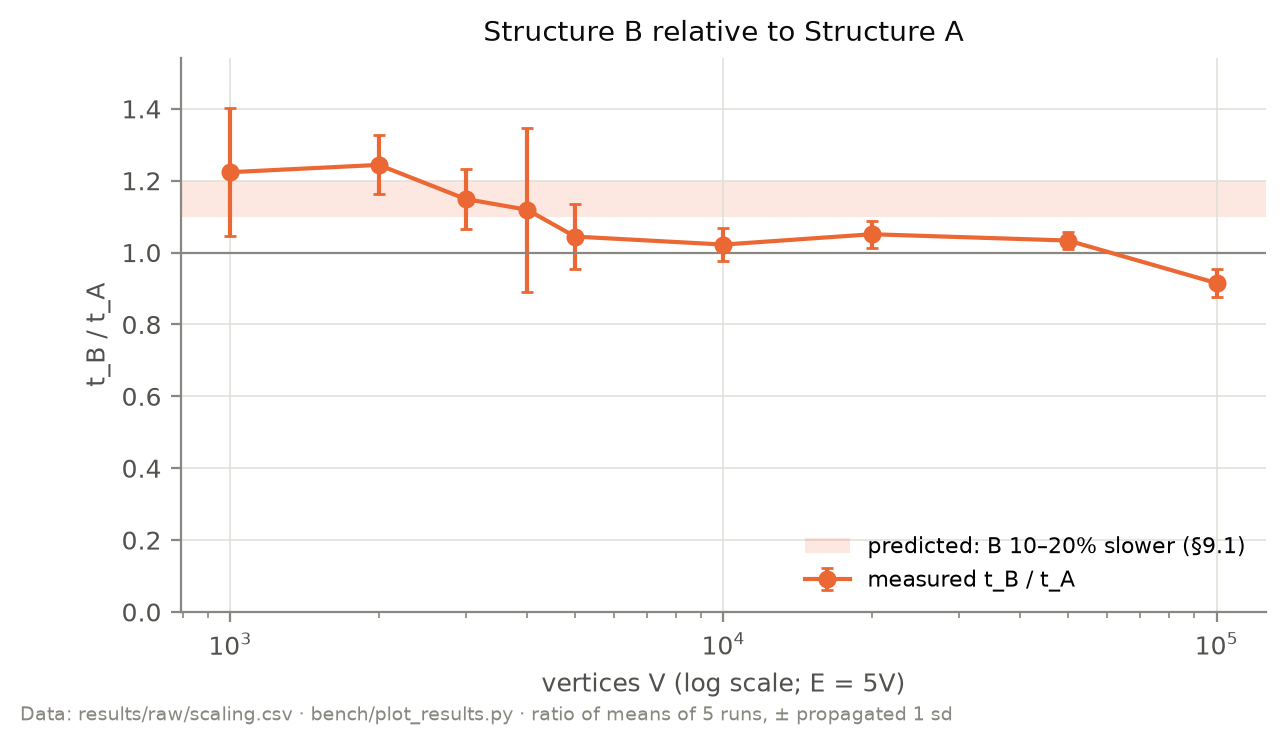 Structure B relative to Structure A
t_B / t_A
1.4
1.2
1.0
0.8
0.6
0.4
0.2
0.0
predicted: B 10–20% slower (§9.1)
measured t_B / t_A
10³ 10⁴ 10⁵
vertices V (log scale; E = 5V)
Data: results/raw/scaling.csv · bench/plot_results.py · ratio of means of 5 runs, ± propagated 1 sd